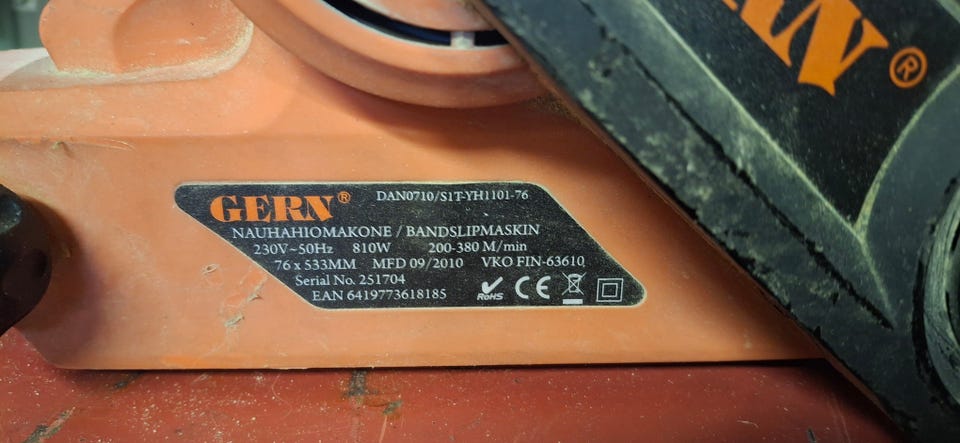 GERN®
DAN0710/S1T-YH1101-76
NAUHAHIOMAKONE / BANDSLIPMASKIN
230V~50Hz 810W 200-380 M/min
76 x 533MM MFD 09/2010 VKO FIN-63610
Serial No. 251704
EAN 6419773618185
RoHS CE
®